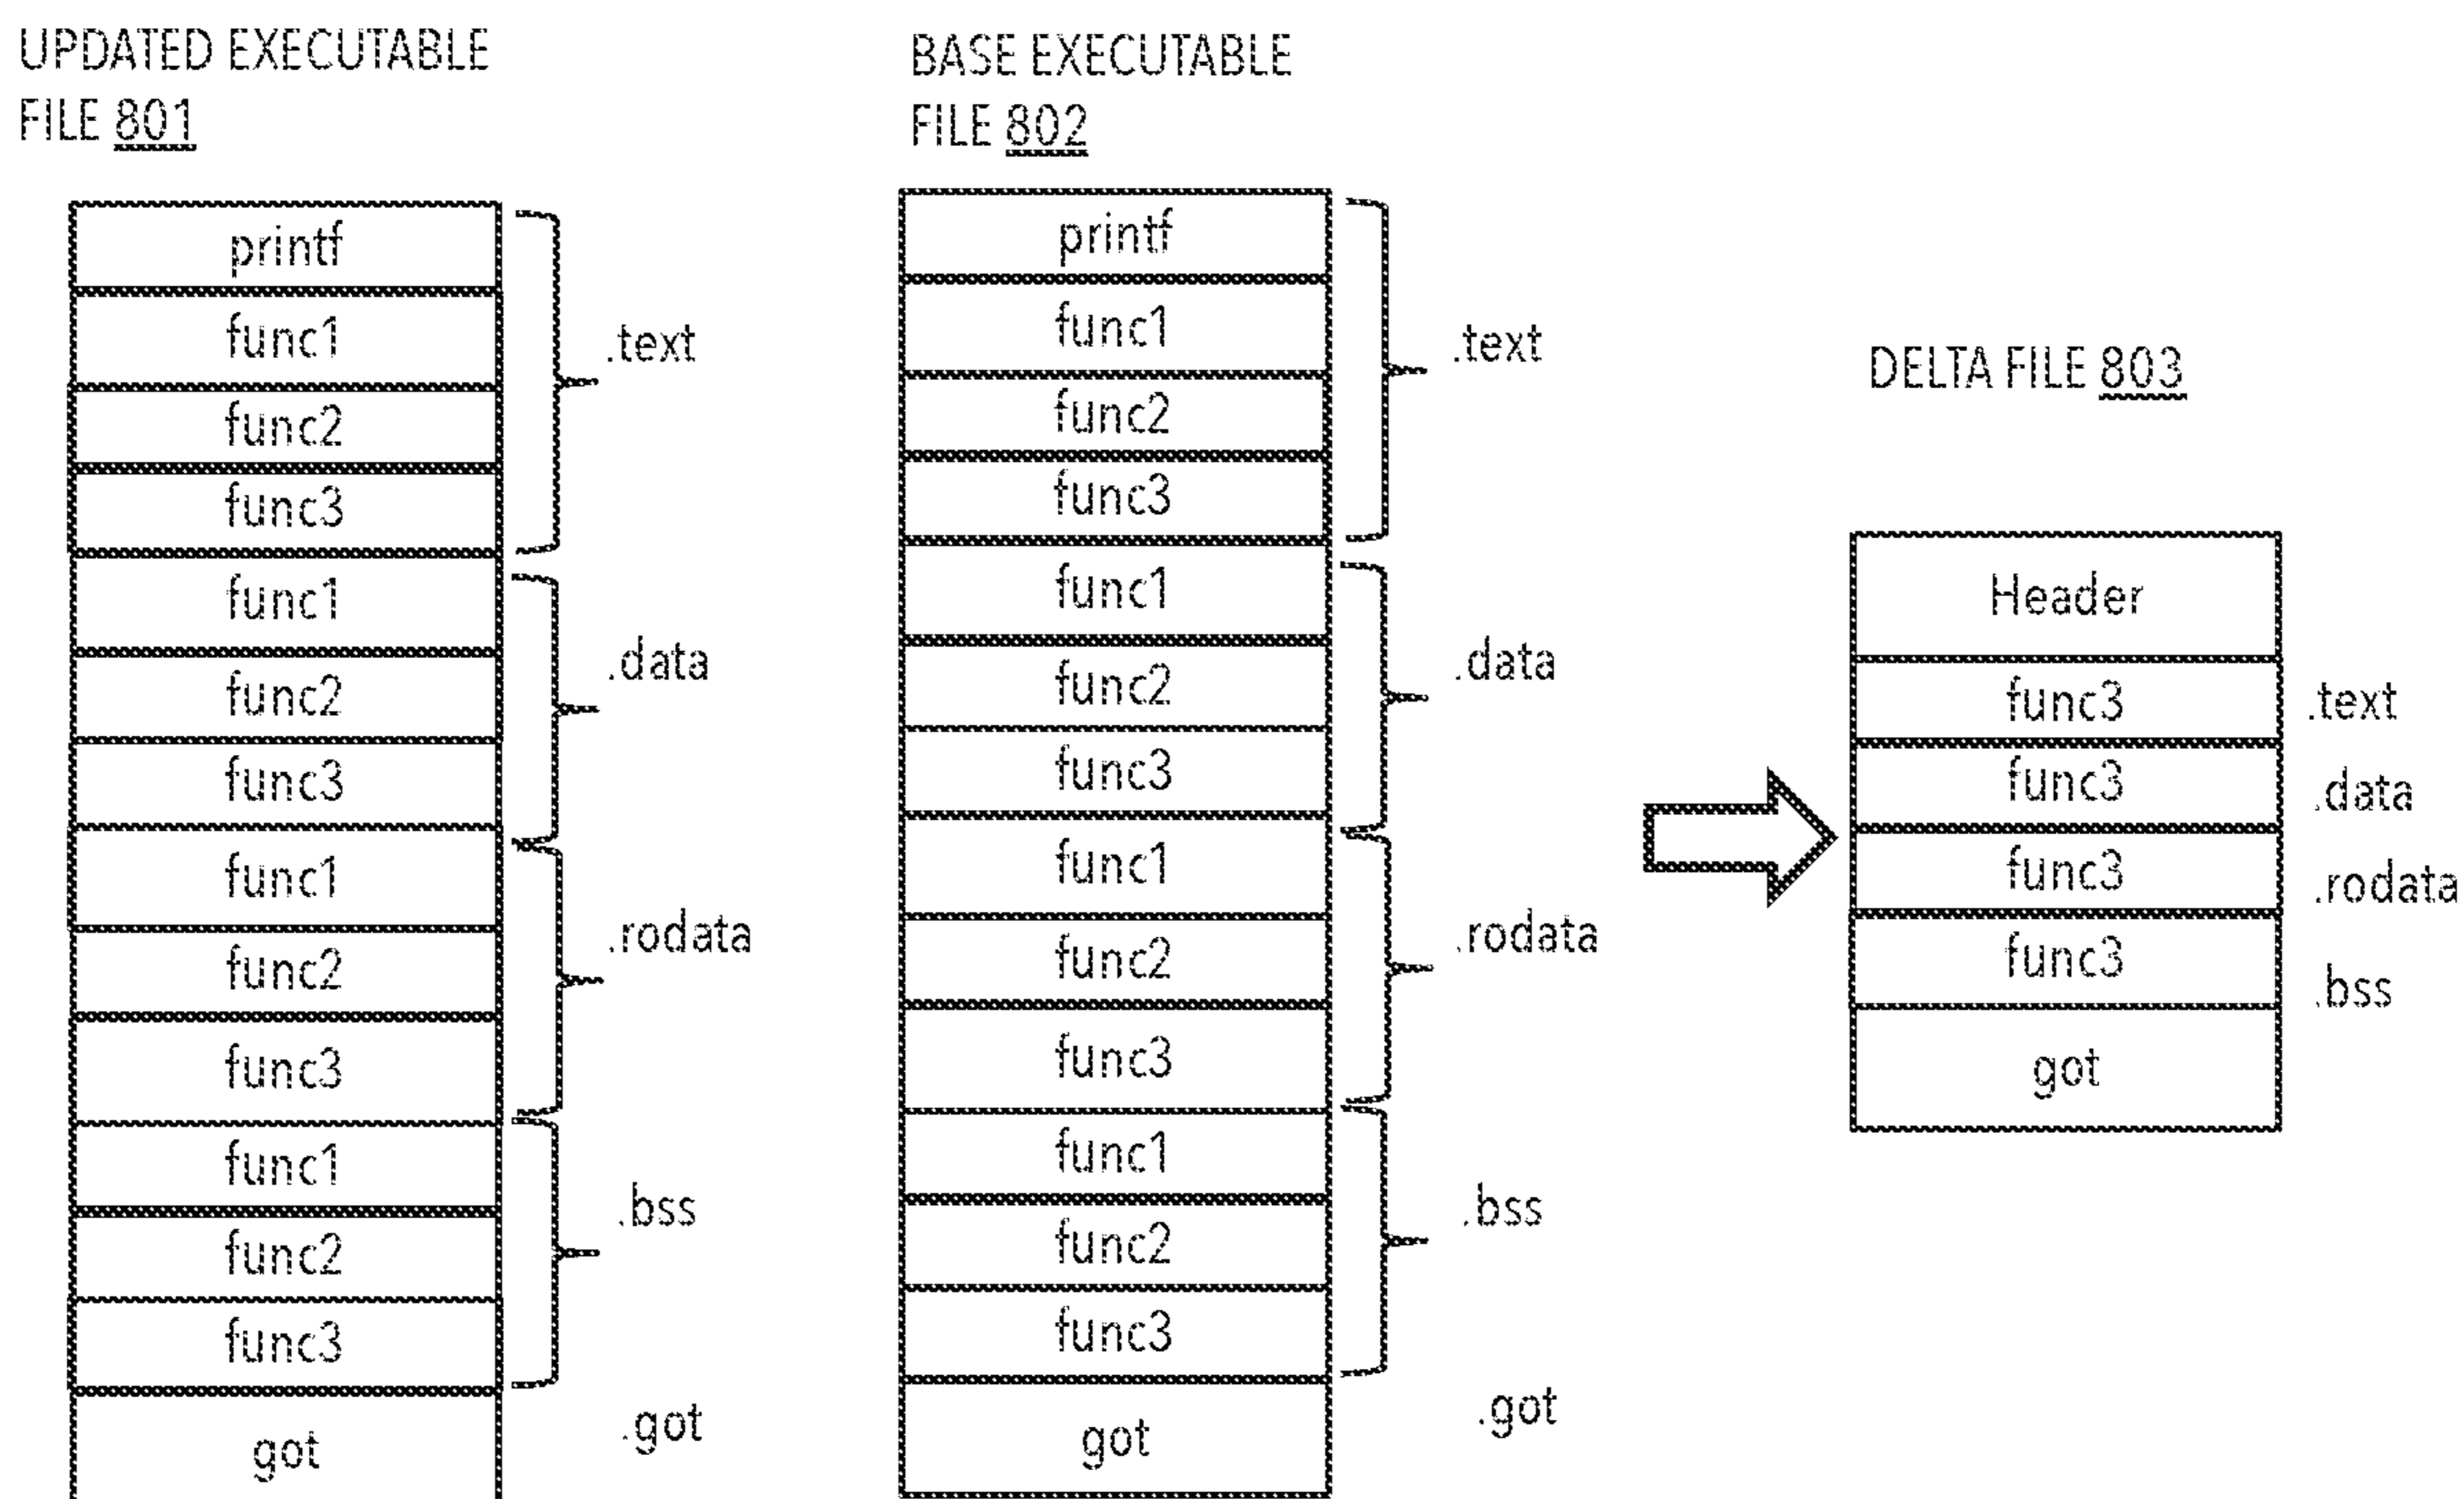 UPDATED EXECUTABLE
FILE 801
printf
func1
func2
func3
.text
func1
func2
func3
.data
func1
func2
func3
.rodata
func1
func2
func3
.bss
got
.got
BASE EXECUTABLE
FILE 802
printf
func1
func2
func3
.text
func1
func2
func3
.data
func1
func2
func3
.rodata
func1
func2
func3
.bss
got
.got
DELTA FILE 803
Header
func3 .text
func3 .data
func3 .rodata
func3 .bss
got